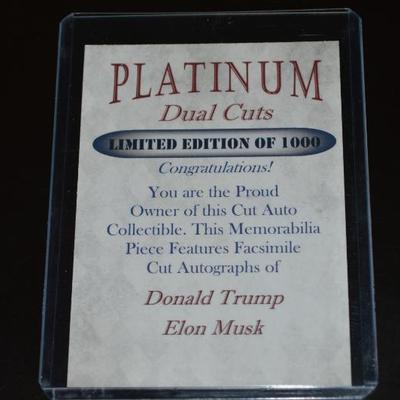 PLATINUM
Dual Cuts
LIMITED EDITION OF 1000
Congratulations!
You are the Proud
Owner of this Cut Auto
Collectible. This Memorabilia
Piece Features Facsimile
Cut Autographs of
Donald Trump
Elon Musk